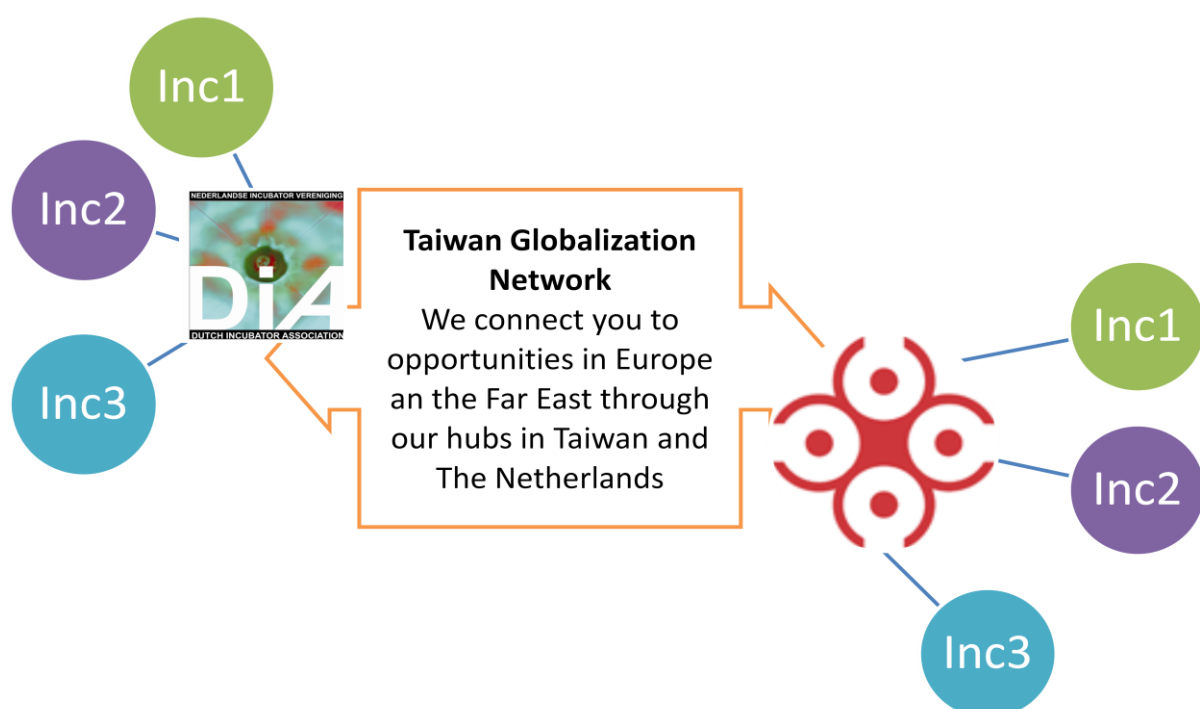 Inc1
Inc2
Inc3
NEDERLANDSE INCUBATOR VERENIGING
DiA
DUTCH INCUBATOR ASSOCIATION
Taiwan Globalization
Network
We connect you to
opportunities in Europe
an the Far East through
our hubs in Taiwan and
The Netherlands
Inc1
Inc2
Inc3